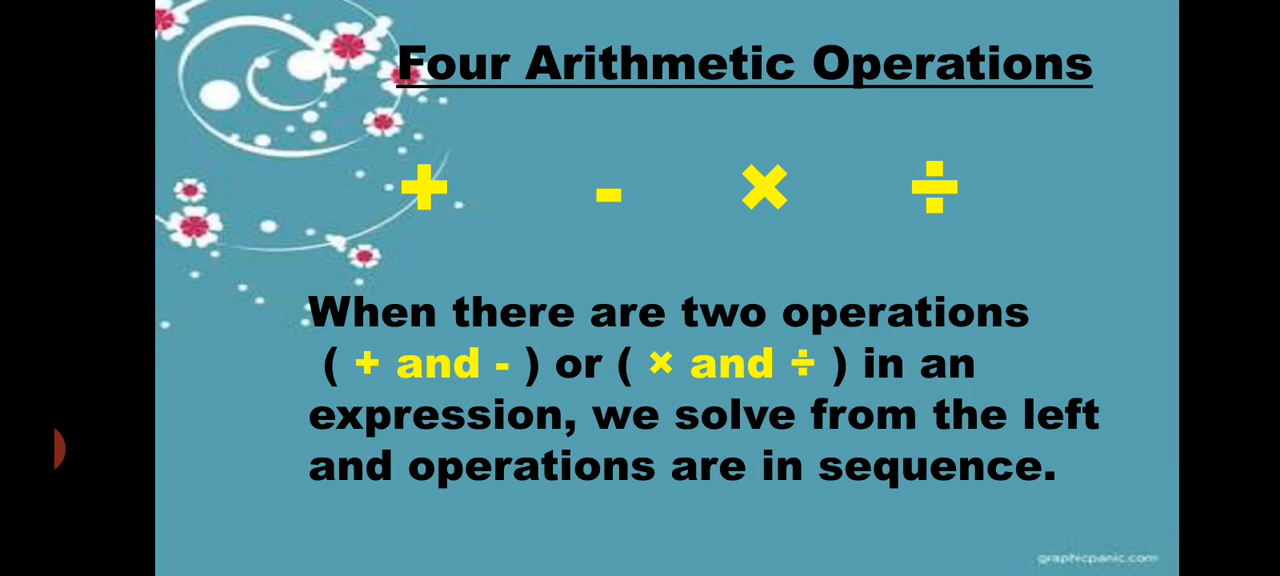 Four Arithmetic Operations
+ - × ÷
When there are two operations
( + and - ) or ( × and ÷ ) in an
expression, we solve from the left
and operations are in sequence.
graphicpanic.com